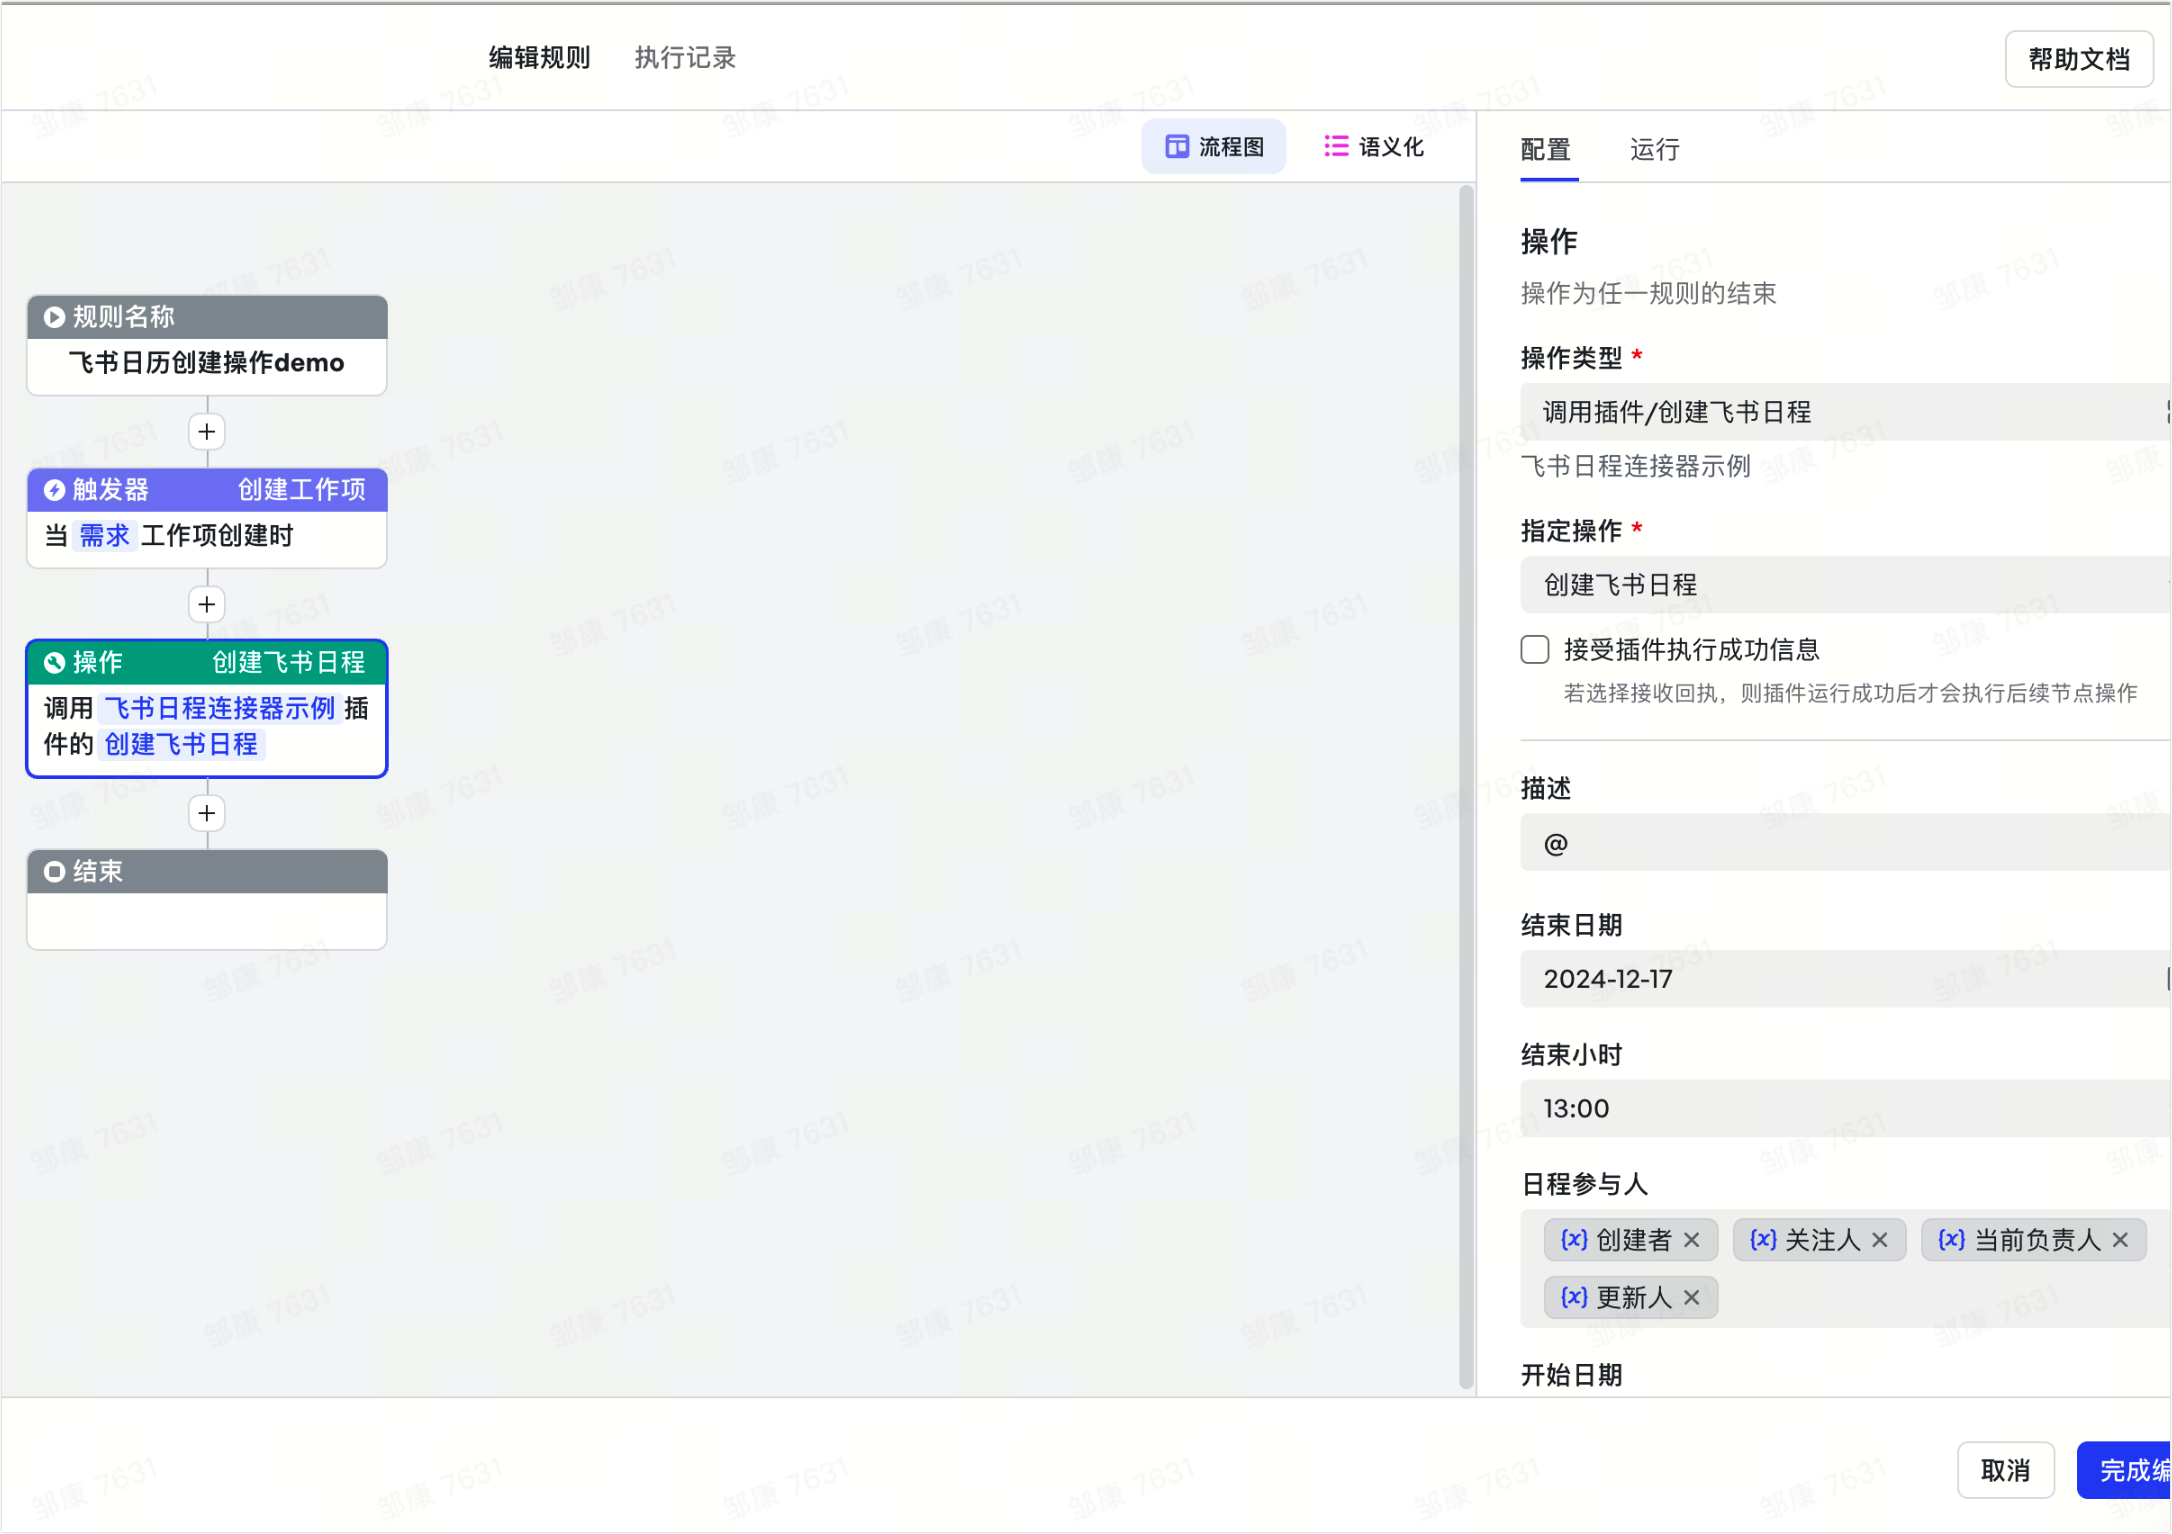 编辑规则 执行记录 帮助文档
流程图 语义化
配置 运行
规则名称
飞书日历创建操作demo
触发器 创建工作项
当 需求 工作项创建时
操作 创建飞书日程
调用 飞书日程连接器示例 插
件的 创建飞书日程
结束
操作
操作为任一规则的结束
操作类型 *
调用插件/创建飞书日程
飞书日程连接器示例
指定操作 *
创建飞书日程
接受插件执行成功信息
若选择接收回执，则插件运行成功后才会执行后续节点操作
描述
@
结束日期
2024-12-17
结束小时
13:00
日程参与人
{x} 创建者 × {x} 关注人 × {x} 当前负责人 ×
{x} 更新人 ×
开始日期
取消 完成编
邹康 7631